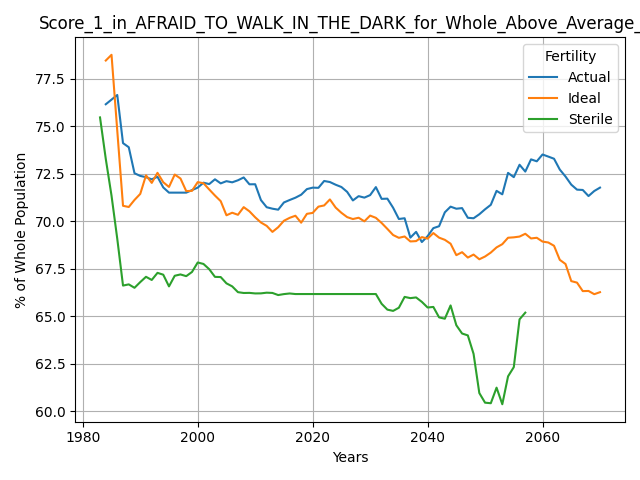 Score_1_in_AFRAID_TO_WALK_IN_THE_DARK_for_Whole_Above_Average_
Fertility
Actual
Ideal
Sterile
% of Whole Population
77.5
75.0
72.5
70.0
67.5
65.0
62.5
60.0
1980 2000 2020 2040 2060
Years